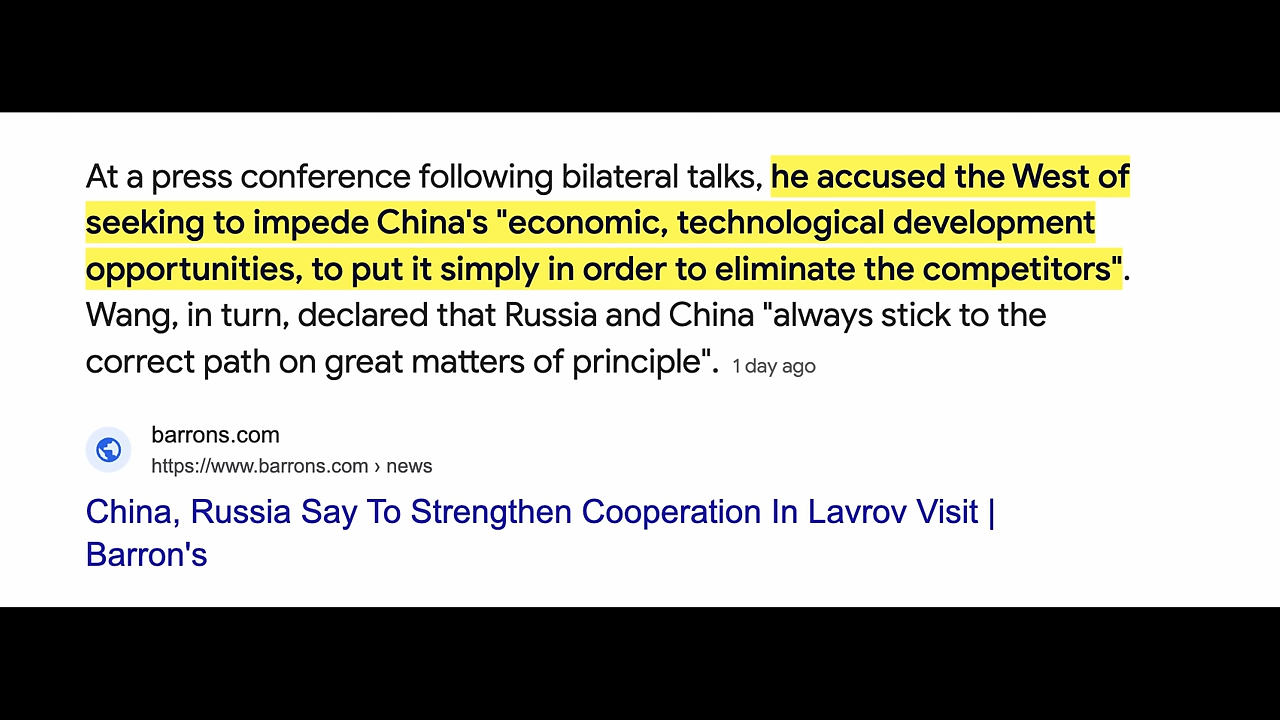 At a press conference following bilateral talks, he accused the West of
seeking to impede China's "economic, technological development
opportunities, to put it simply in order to eliminate the competitors".
Wang, in turn, declared that Russia and China "always stick to the
correct path on great matters of principle". 1 day ago
barrons.com
https://www.barrons.com › news
China, Russia Say To Strengthen Cooperation In Lavrov Visit |
Barron's